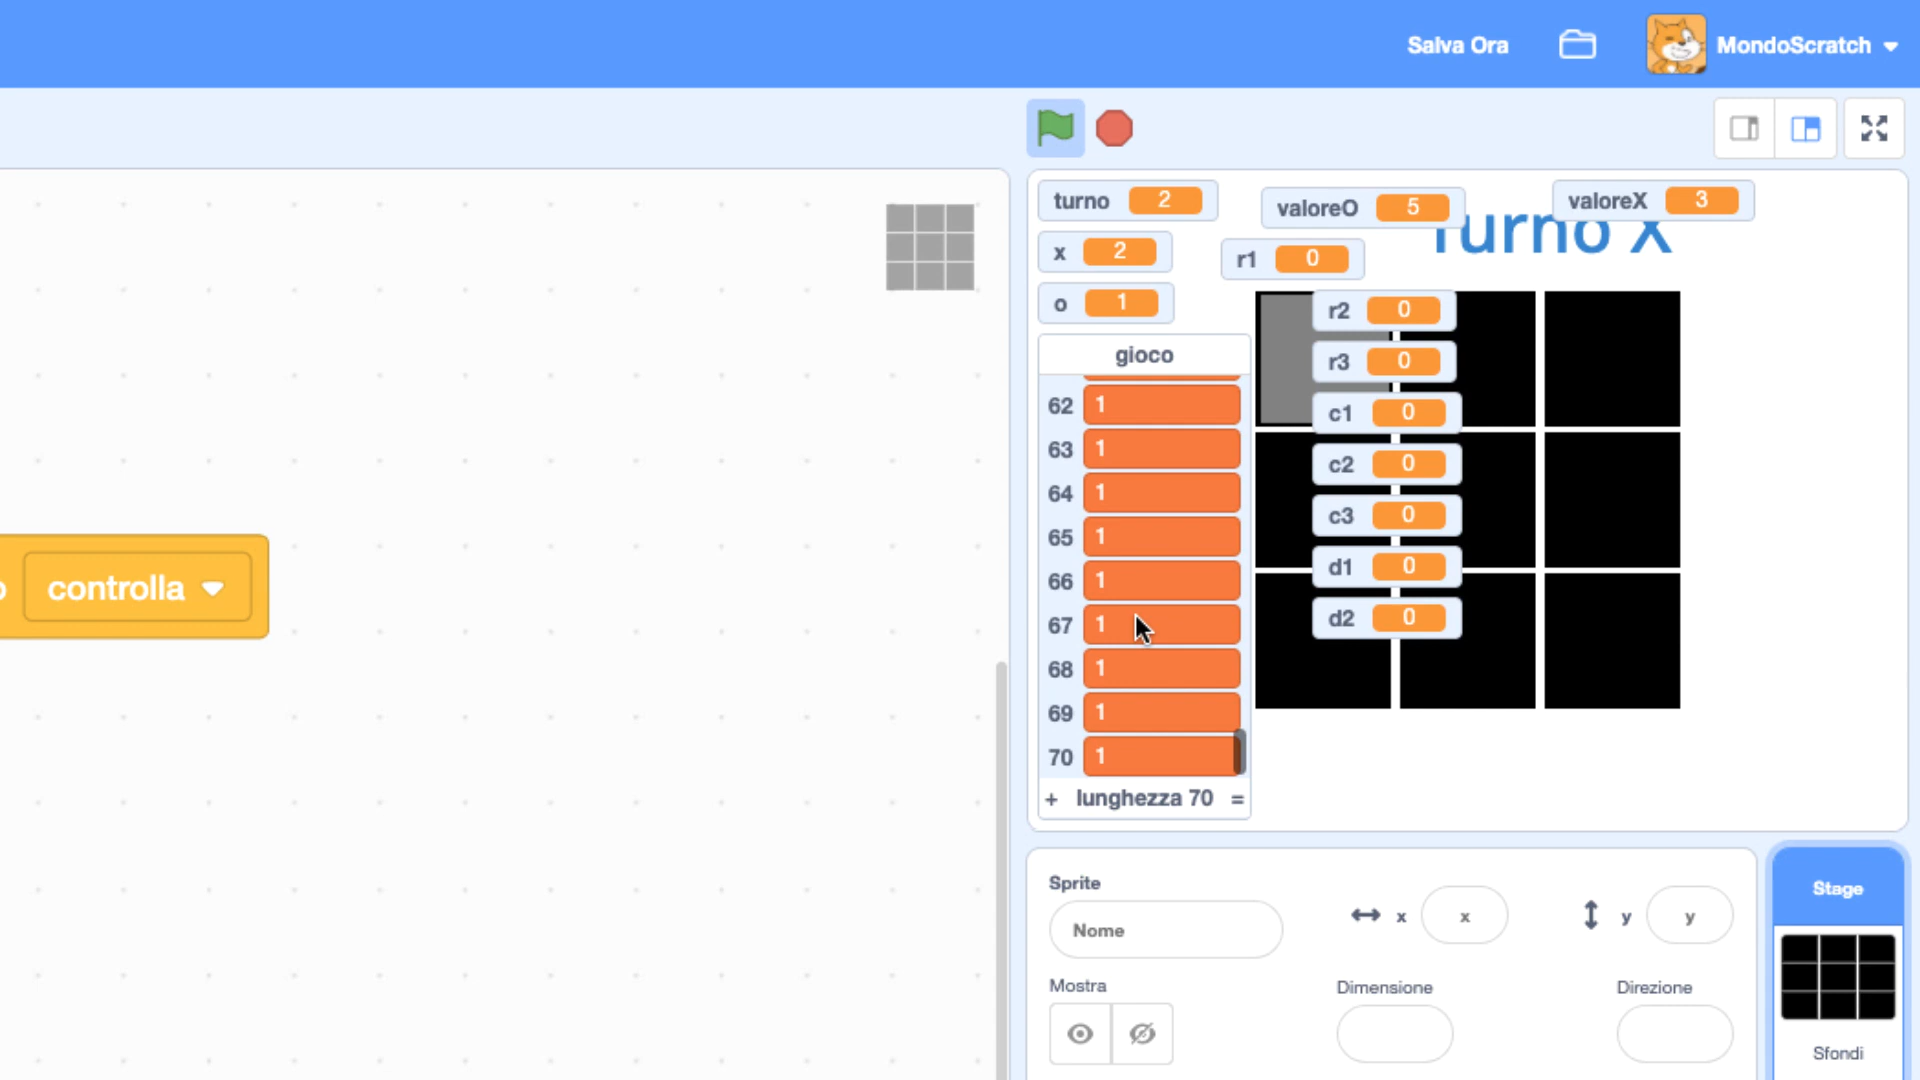 Salva Ora
MondoScratch
turno 2
valoreO 5
valoreX 3
Turno X
x 2
r1 0
o 1
r2 0
gioco
r3 0
62 1
c1 0
63 1
c2 0
64 1
c3 0
65 1
d1 0
66 1
d2 0
67 1
68 1
69 1
70 1
+ lunghezza 70 =
controlla
Sprite
Nome
x x
y y
Mostra
Dimensione
Direzione
Stage
Sfondi